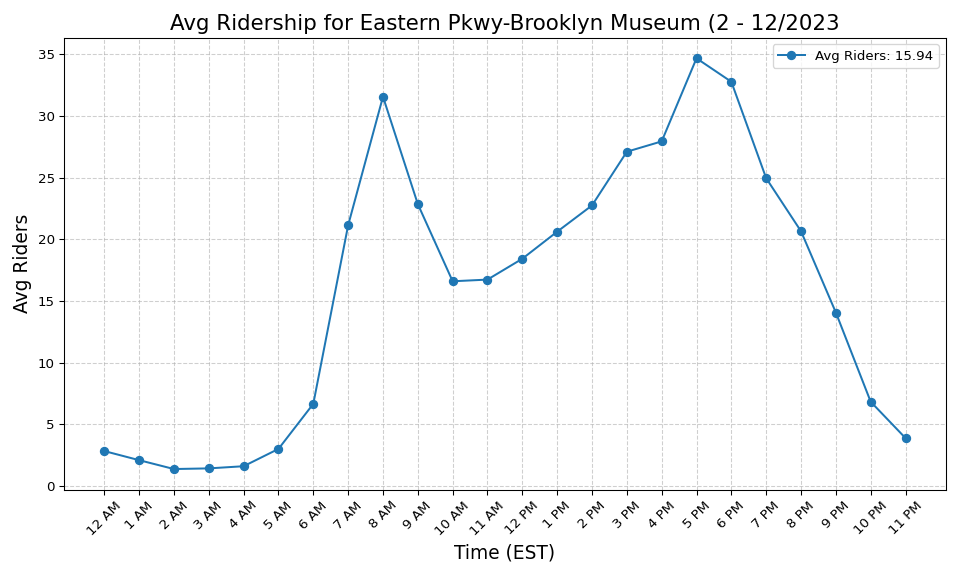 Avg Ridership for Eastern Pkwy-Brooklyn Museum (2 - 12/2023
Avg Riders: 15.94
Avg Riders
35
30
25
20
15
10
5
0
12 AM
1 AM
2 AM
3 AM
4 AM
5 AM
6 AM
7 AM
8 AM
9 AM
10 AM
11 AM
12 PM
1 PM
2 PM
3 PM
4 PM
5 PM
6 PM
7 PM
8 PM
9 PM
10 PM
11 PM
Time (EST)